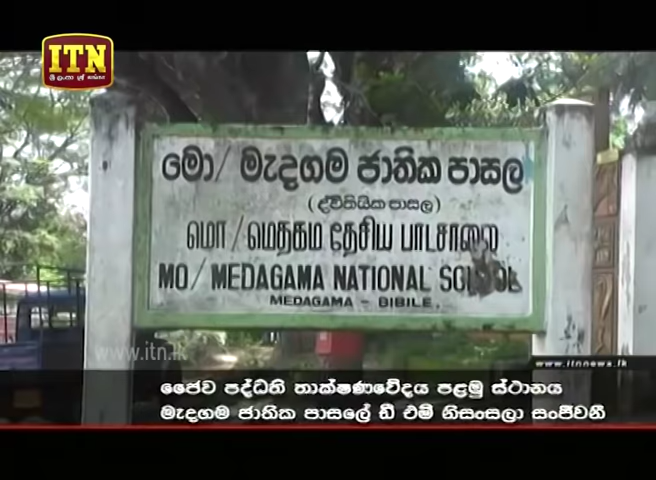 ITN
ශ්‍රී ලංකා ශ්‍රී லங்கா
මො/ මැදගම ජාතික පාසල
(ද්විතීයික පාසල)
மொ/மெதகம தேசிய பாடசாலை
MO/MEDAGAMA NATIONAL SCHOOL
MEDAGAMA - BIBILE.
www.itn.lk
www.itnnews.lk
ජෛව පද්ධති තාක්ෂණවේදය පළමු ස්ථානය
මැදගම ජාතික පාසලේ ඩී එම් නිසංසලා සංජීවනී